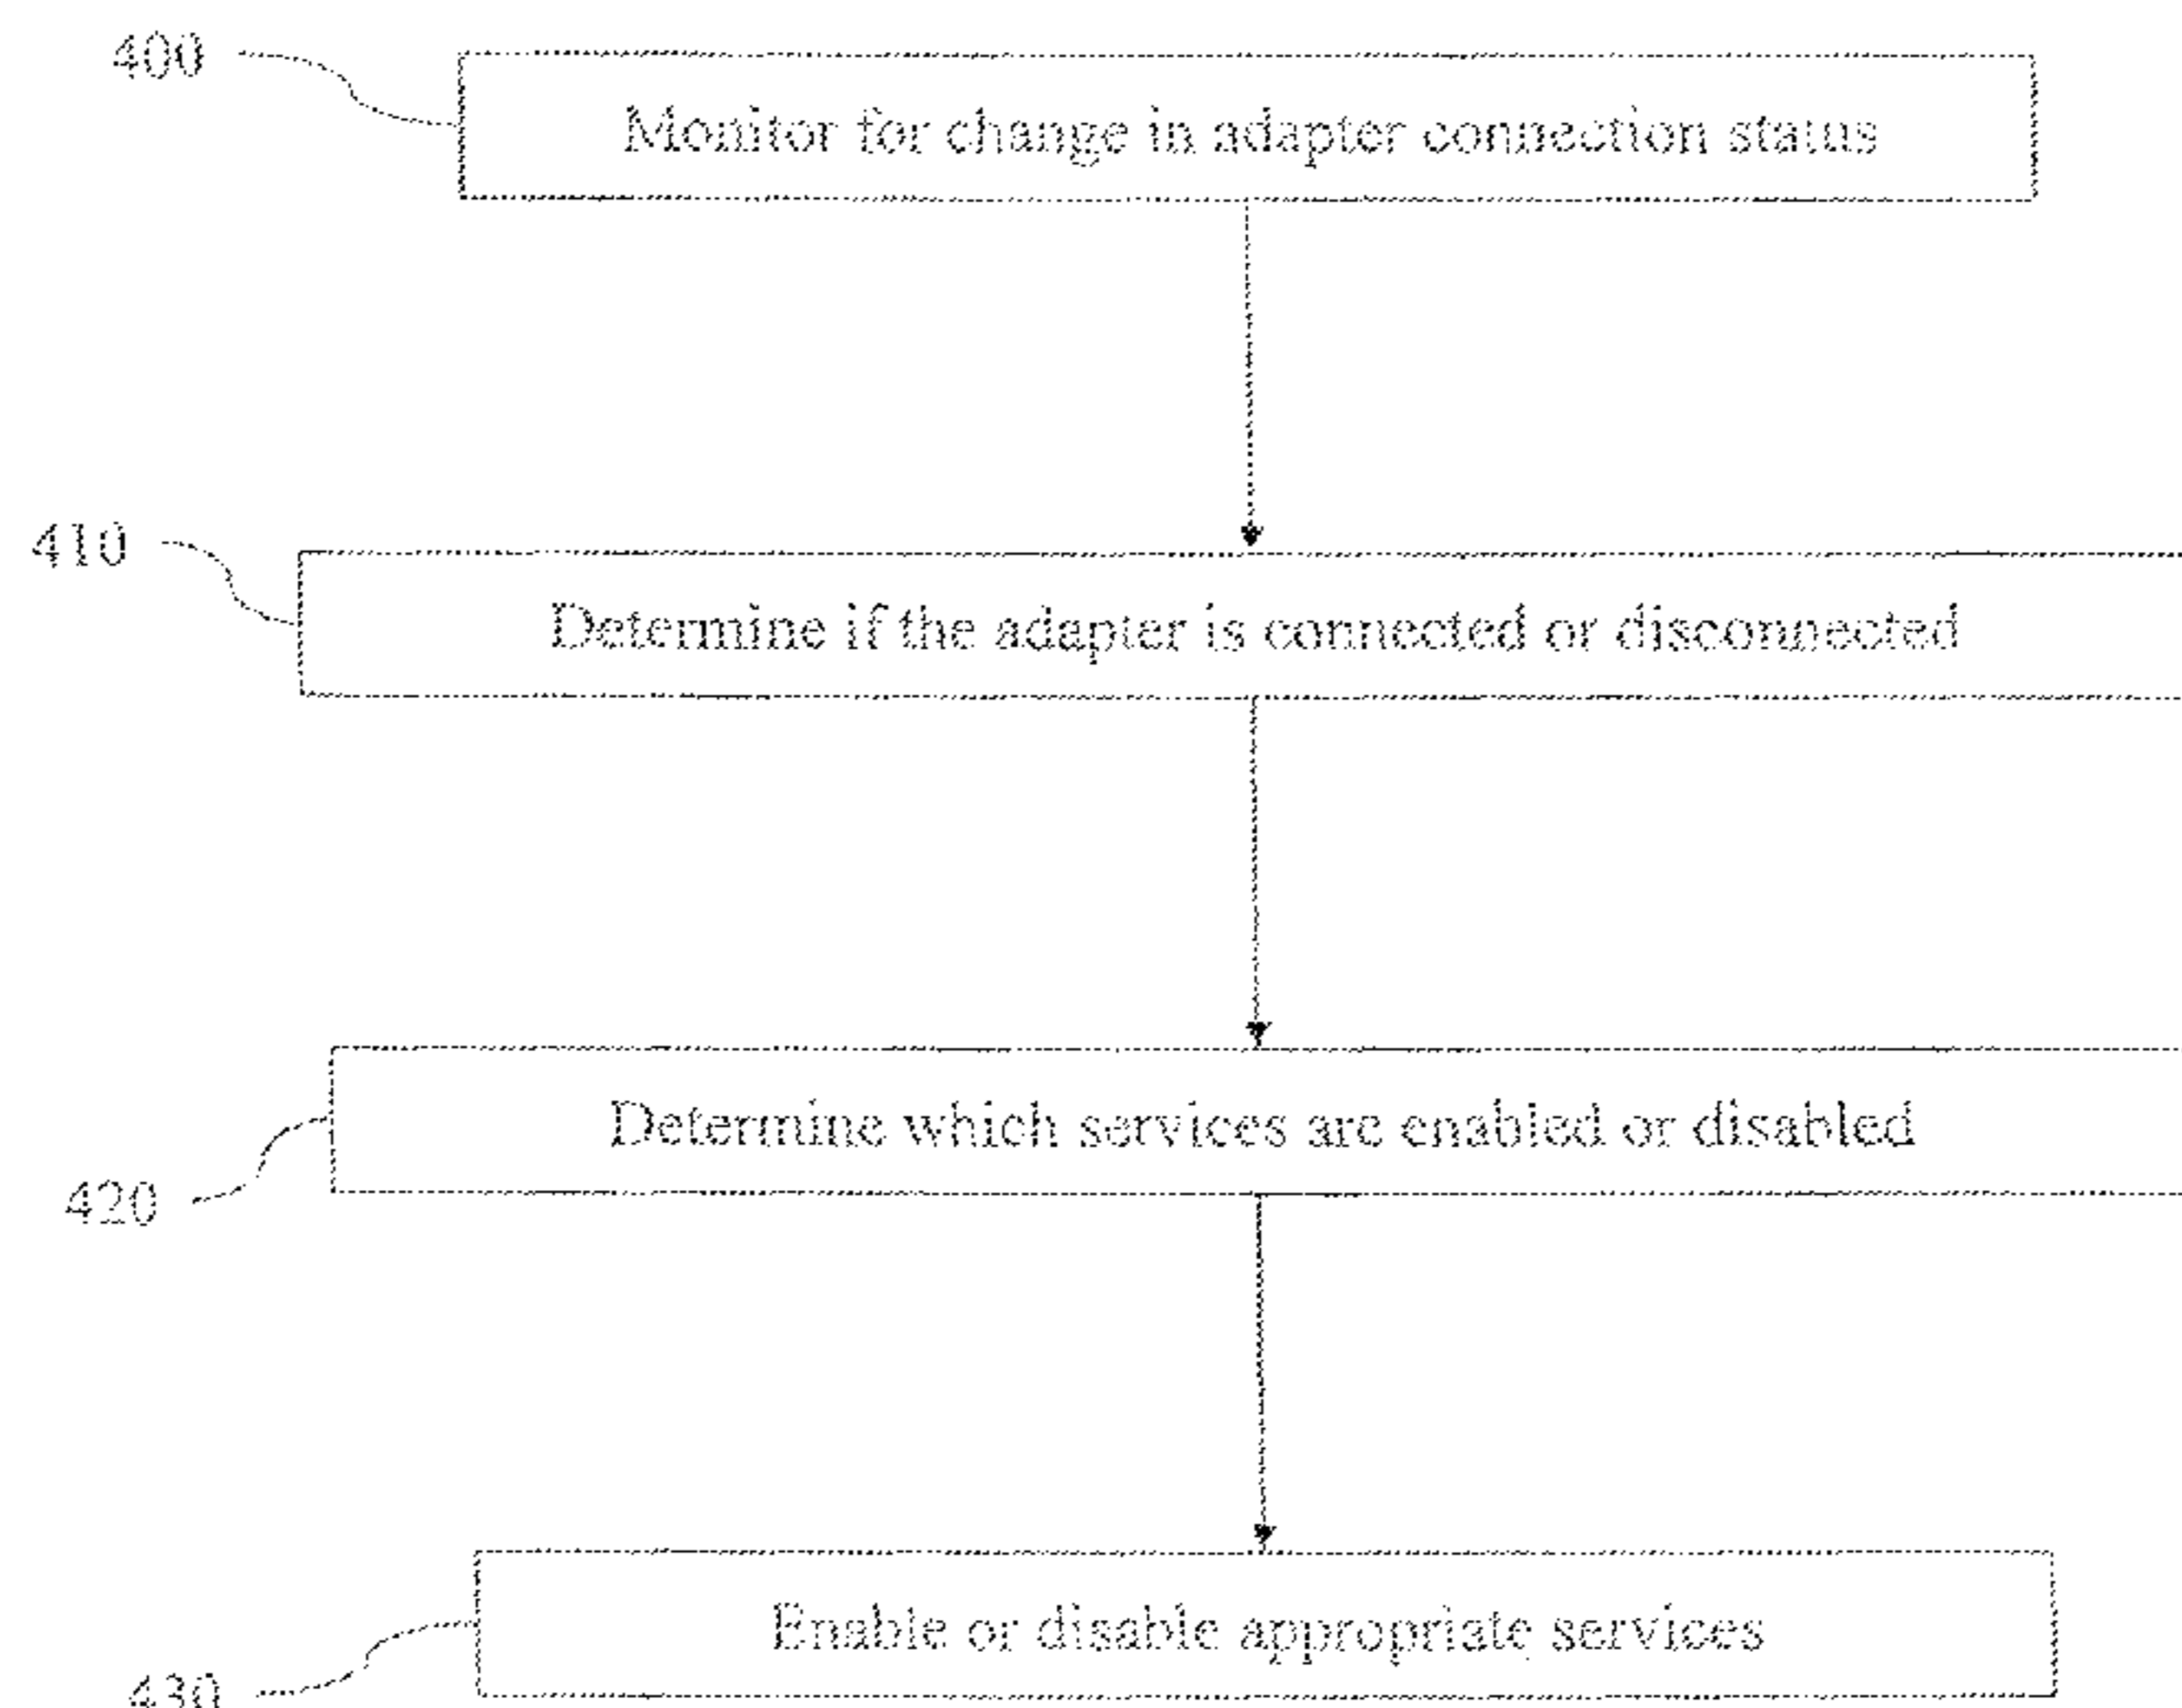 400
Monitor for change in adapter connection status
410
Determine if the adapter is connected or disconnected
Determine which services are enabled or disabled
420
Enable or disable appropriate services
430